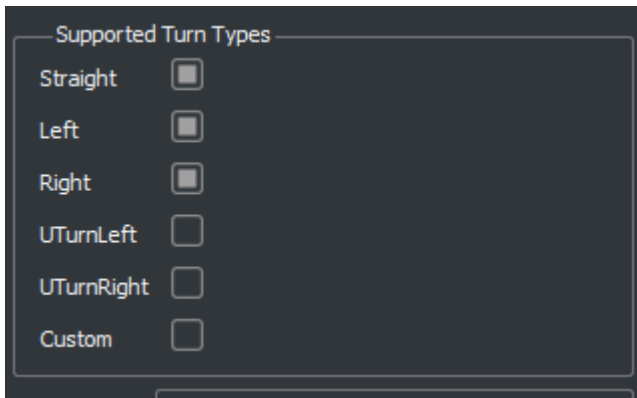 Supported Turn Types
Straight
Left
Right
UTurnLeft
UTurnRight
Custom